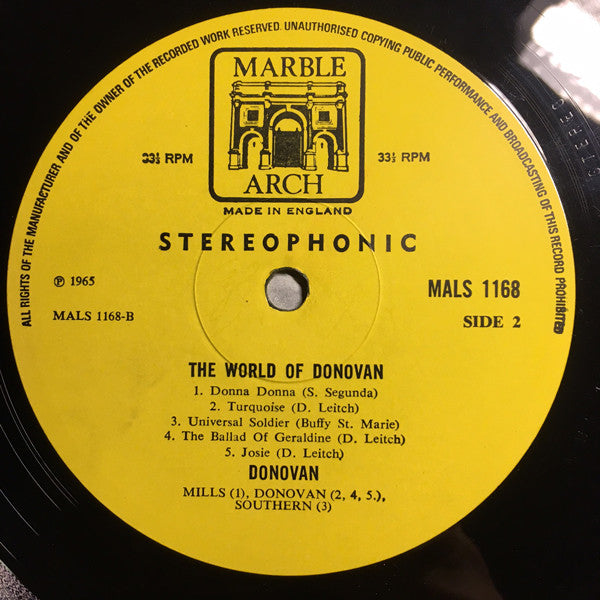 ALL RIGHTS OF THE MANUFACTURER AND OF THE OWNER OF THE RECORDED WORK RESERVED. UNAUTHORISED COPYING PUBLIC PERFORMANCE AND BROADCASTING OF THIS RECORD PROHIBITED
MARBLE
ARCH
33⅓ RPM
33⅓ RPM
MADE IN ENGLAND
STEREOPHONIC
℗ 1965
MALS 1168
MALS 1168-B
SIDE 2
THE WORLD OF DONOVAN
1. Donna Donna (S. Segunda)
2. Turquoise (D. Leitch)
3. Universal Soldier (Buffy St. Marie)
4. The Ballad Of Geraldine (D. Leitch)
5. Josie (D. Leitch)
DONOVAN
MILLS (1), DONOVAN (2, 4, 5.),
SOUTHERN (3)
STEREO